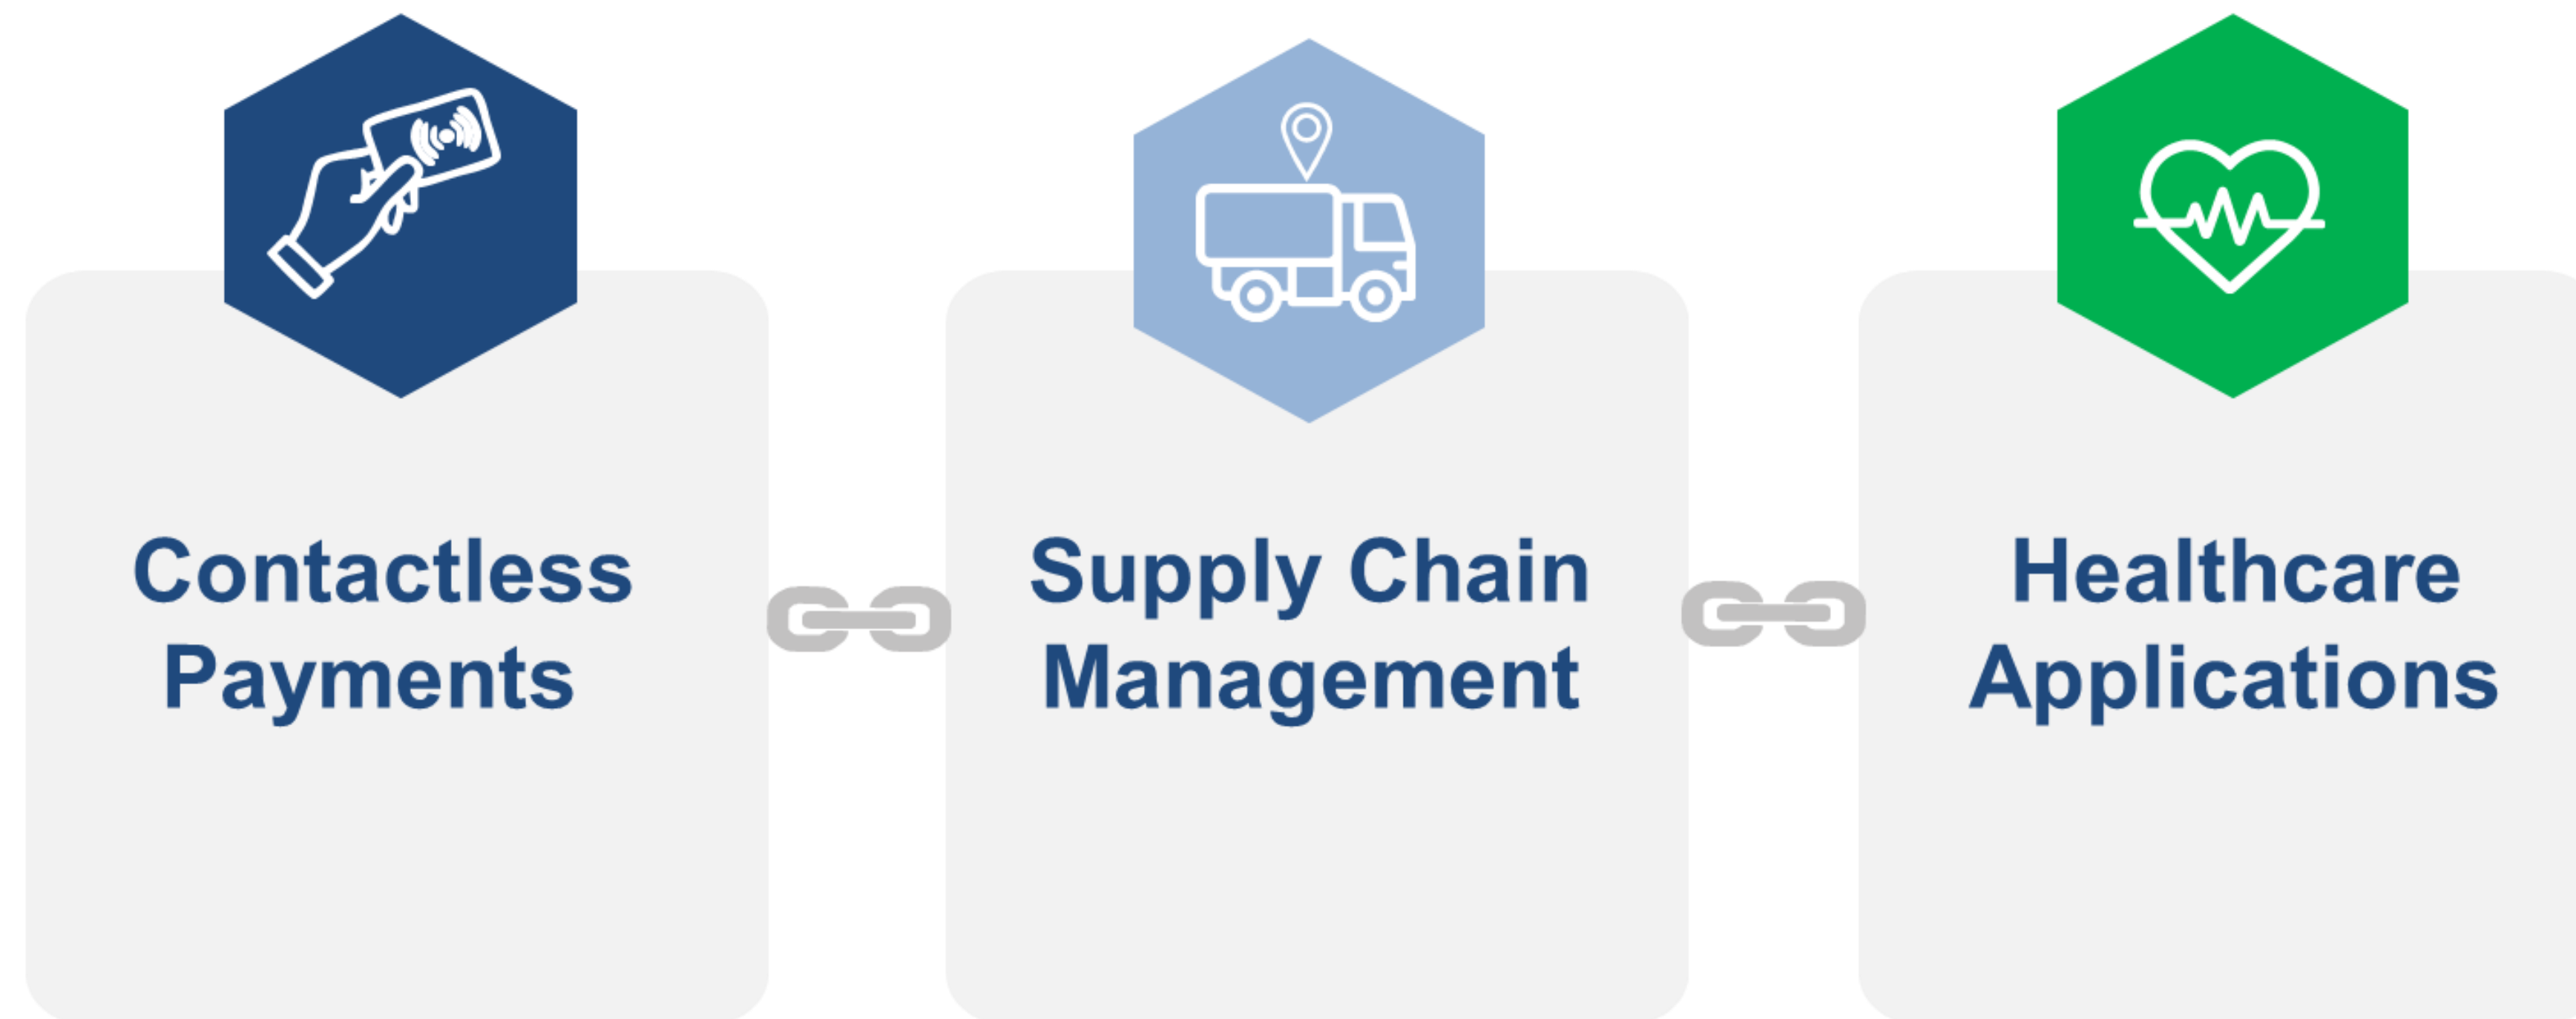 Contactless
Payments
Supply Chain
Management
Healthcare
Applications